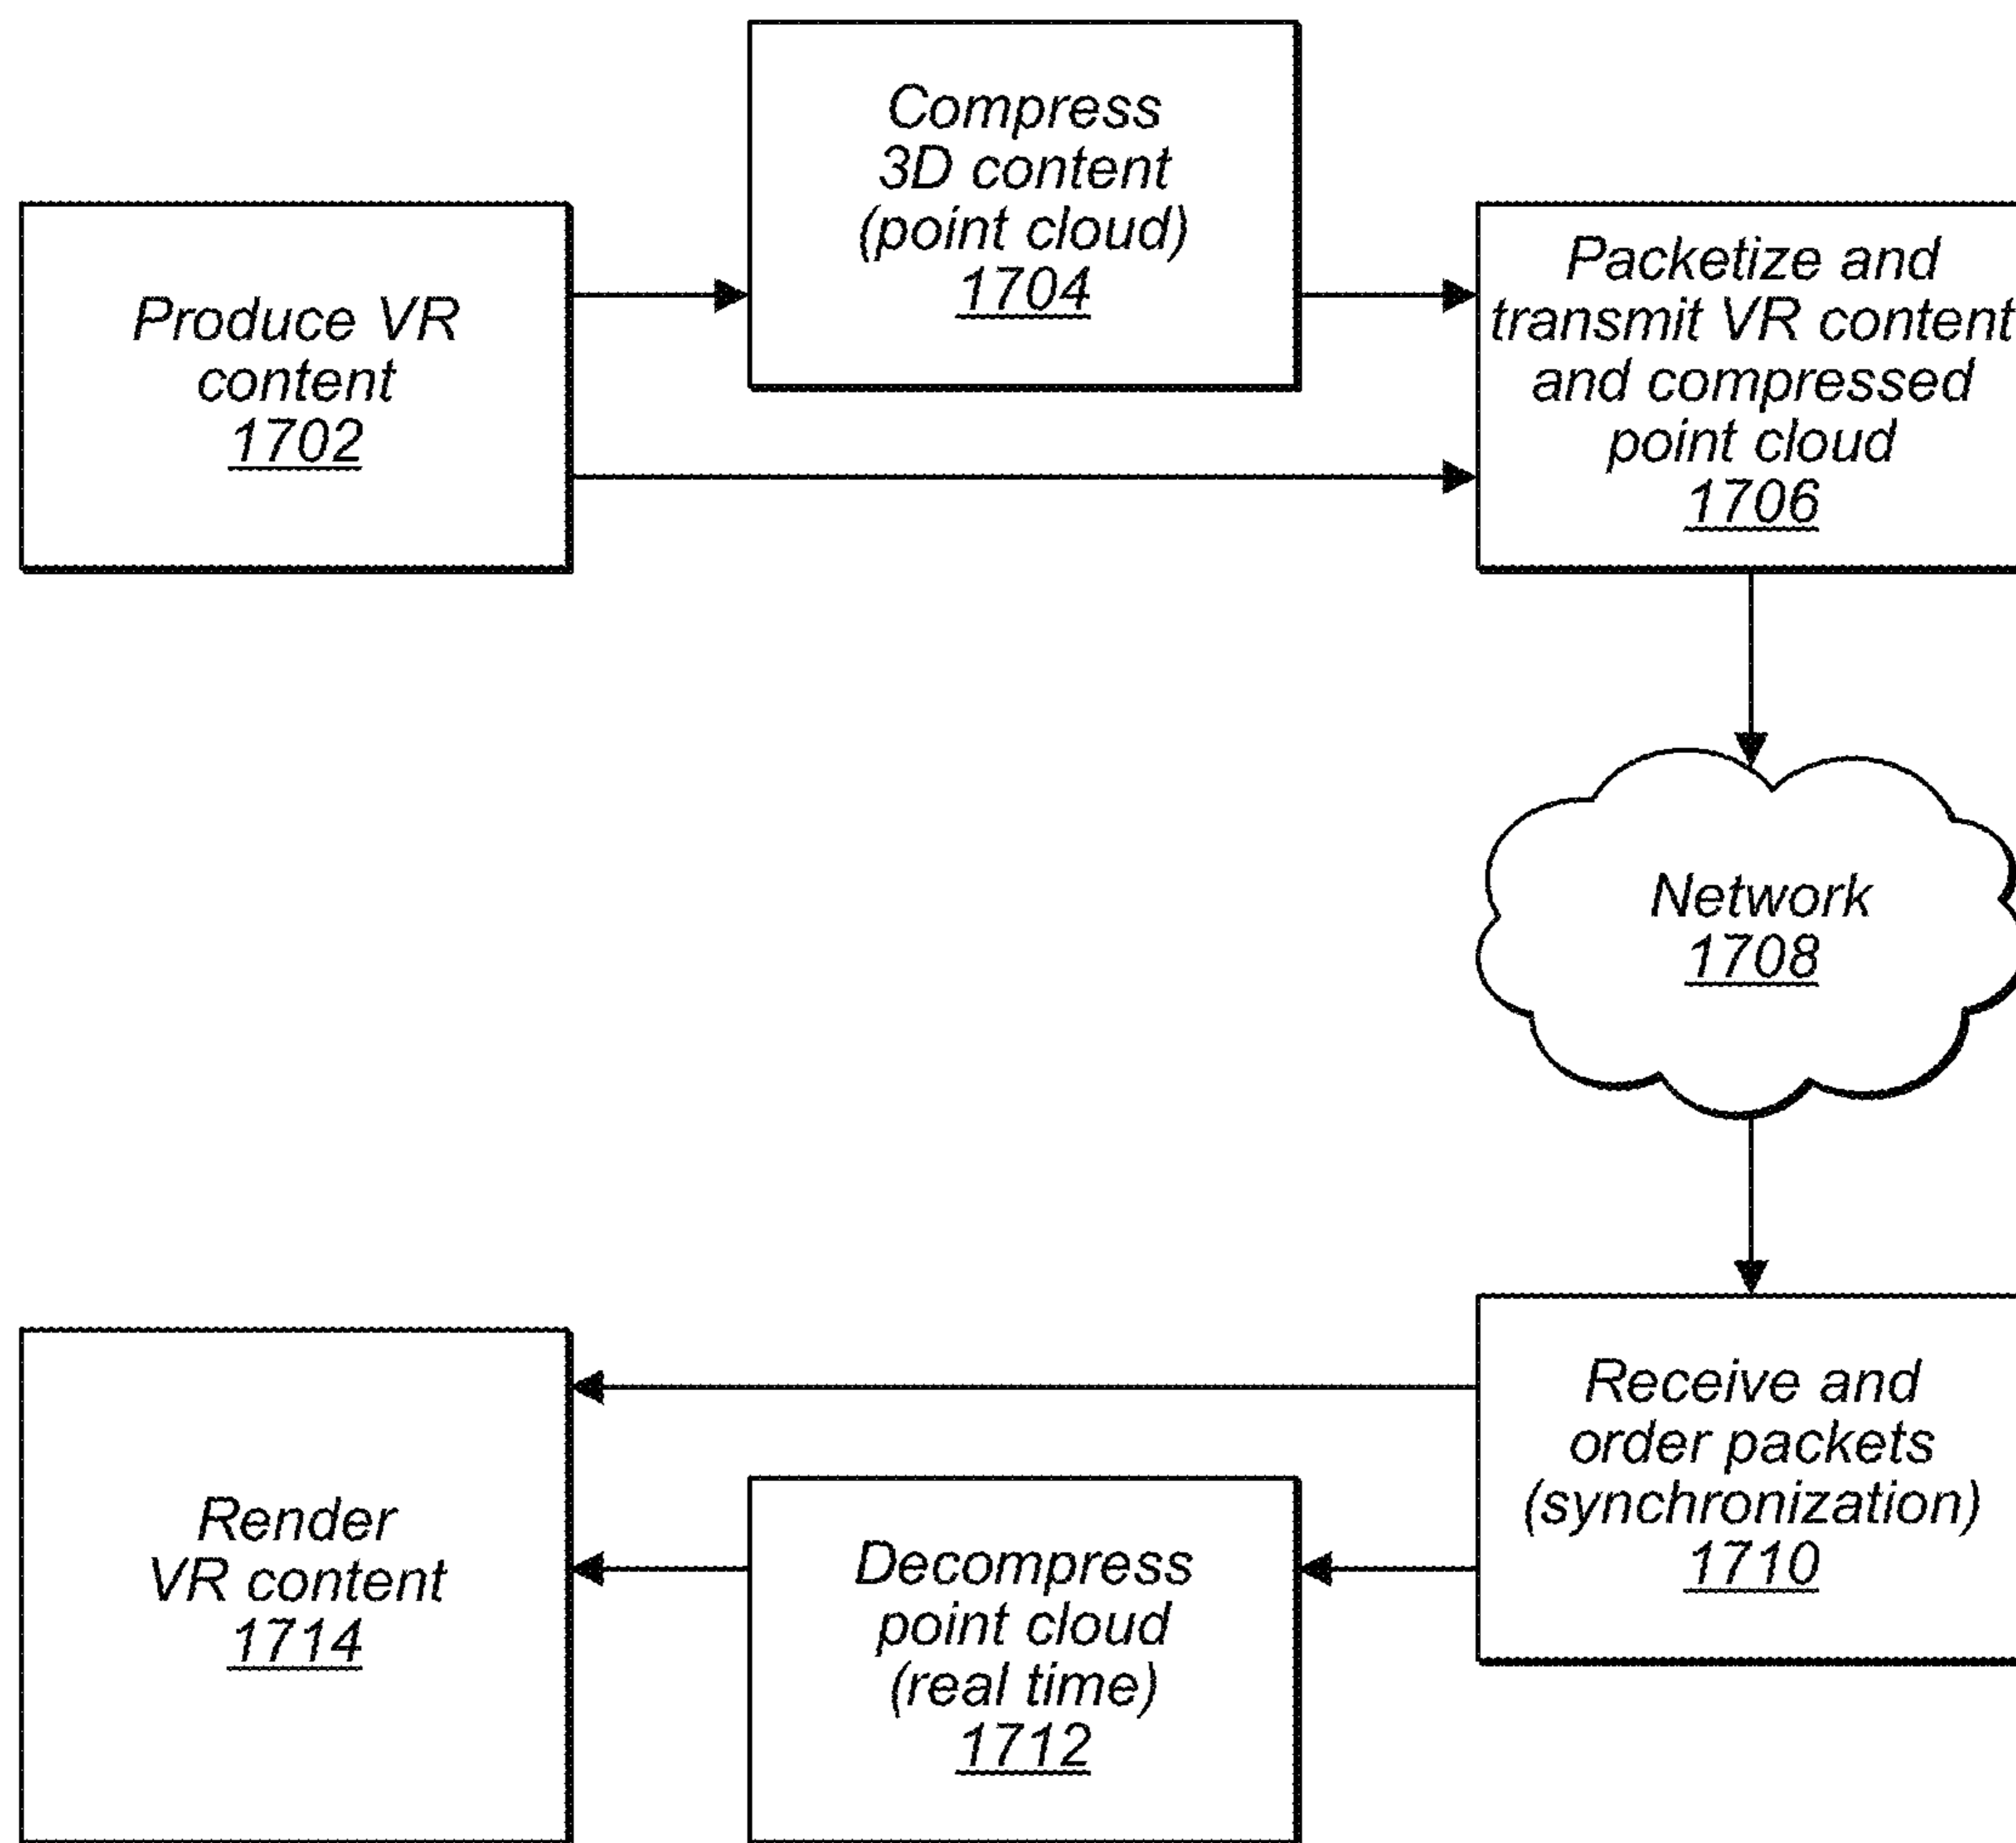 Produce VR
content
1702
Compress
3D content
(point cloud)
1704
Packetize and
transmit VR content
and compressed
point cloud
1706
Network
1708
Receive and
order packets
(synchronization)
1710
Decompress
point cloud
(real time)
1712
Render
VR content
1714